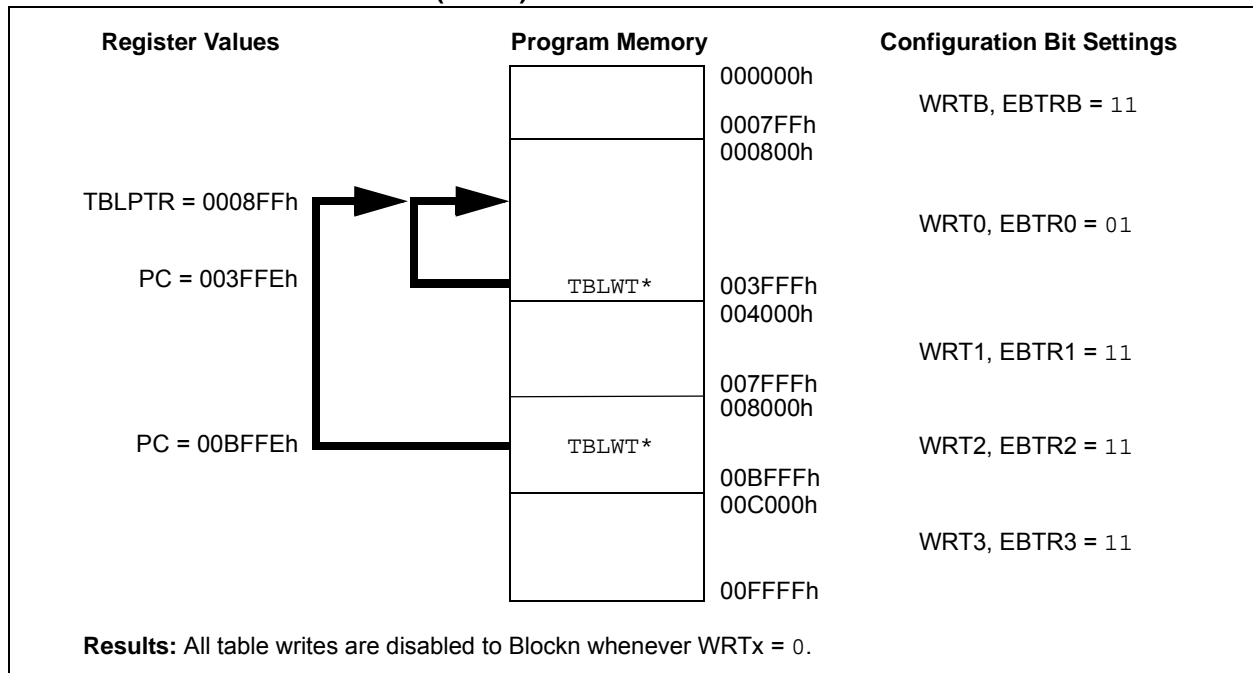 Register Values Program Memory Configuration Bit Settings
000000h
WRTB, EBTRB = 11
0007FFh
000800h
TBLPTR = 0008FFh
WRT0, EBTR0 = 01
PC = 003FFEh TBLWT* 003FFFh
004000h
WRT1, EBTR1 = 11
007FFFh
008000h
PC = 00BFFEh TBLWT* WRT2, EBTR2 = 11
00BFFFh
00C000h
WRT3, EBTR3 = 11
00FFFFh
Results: All table writes are disabled to Blockn whenever WRTx = 0.